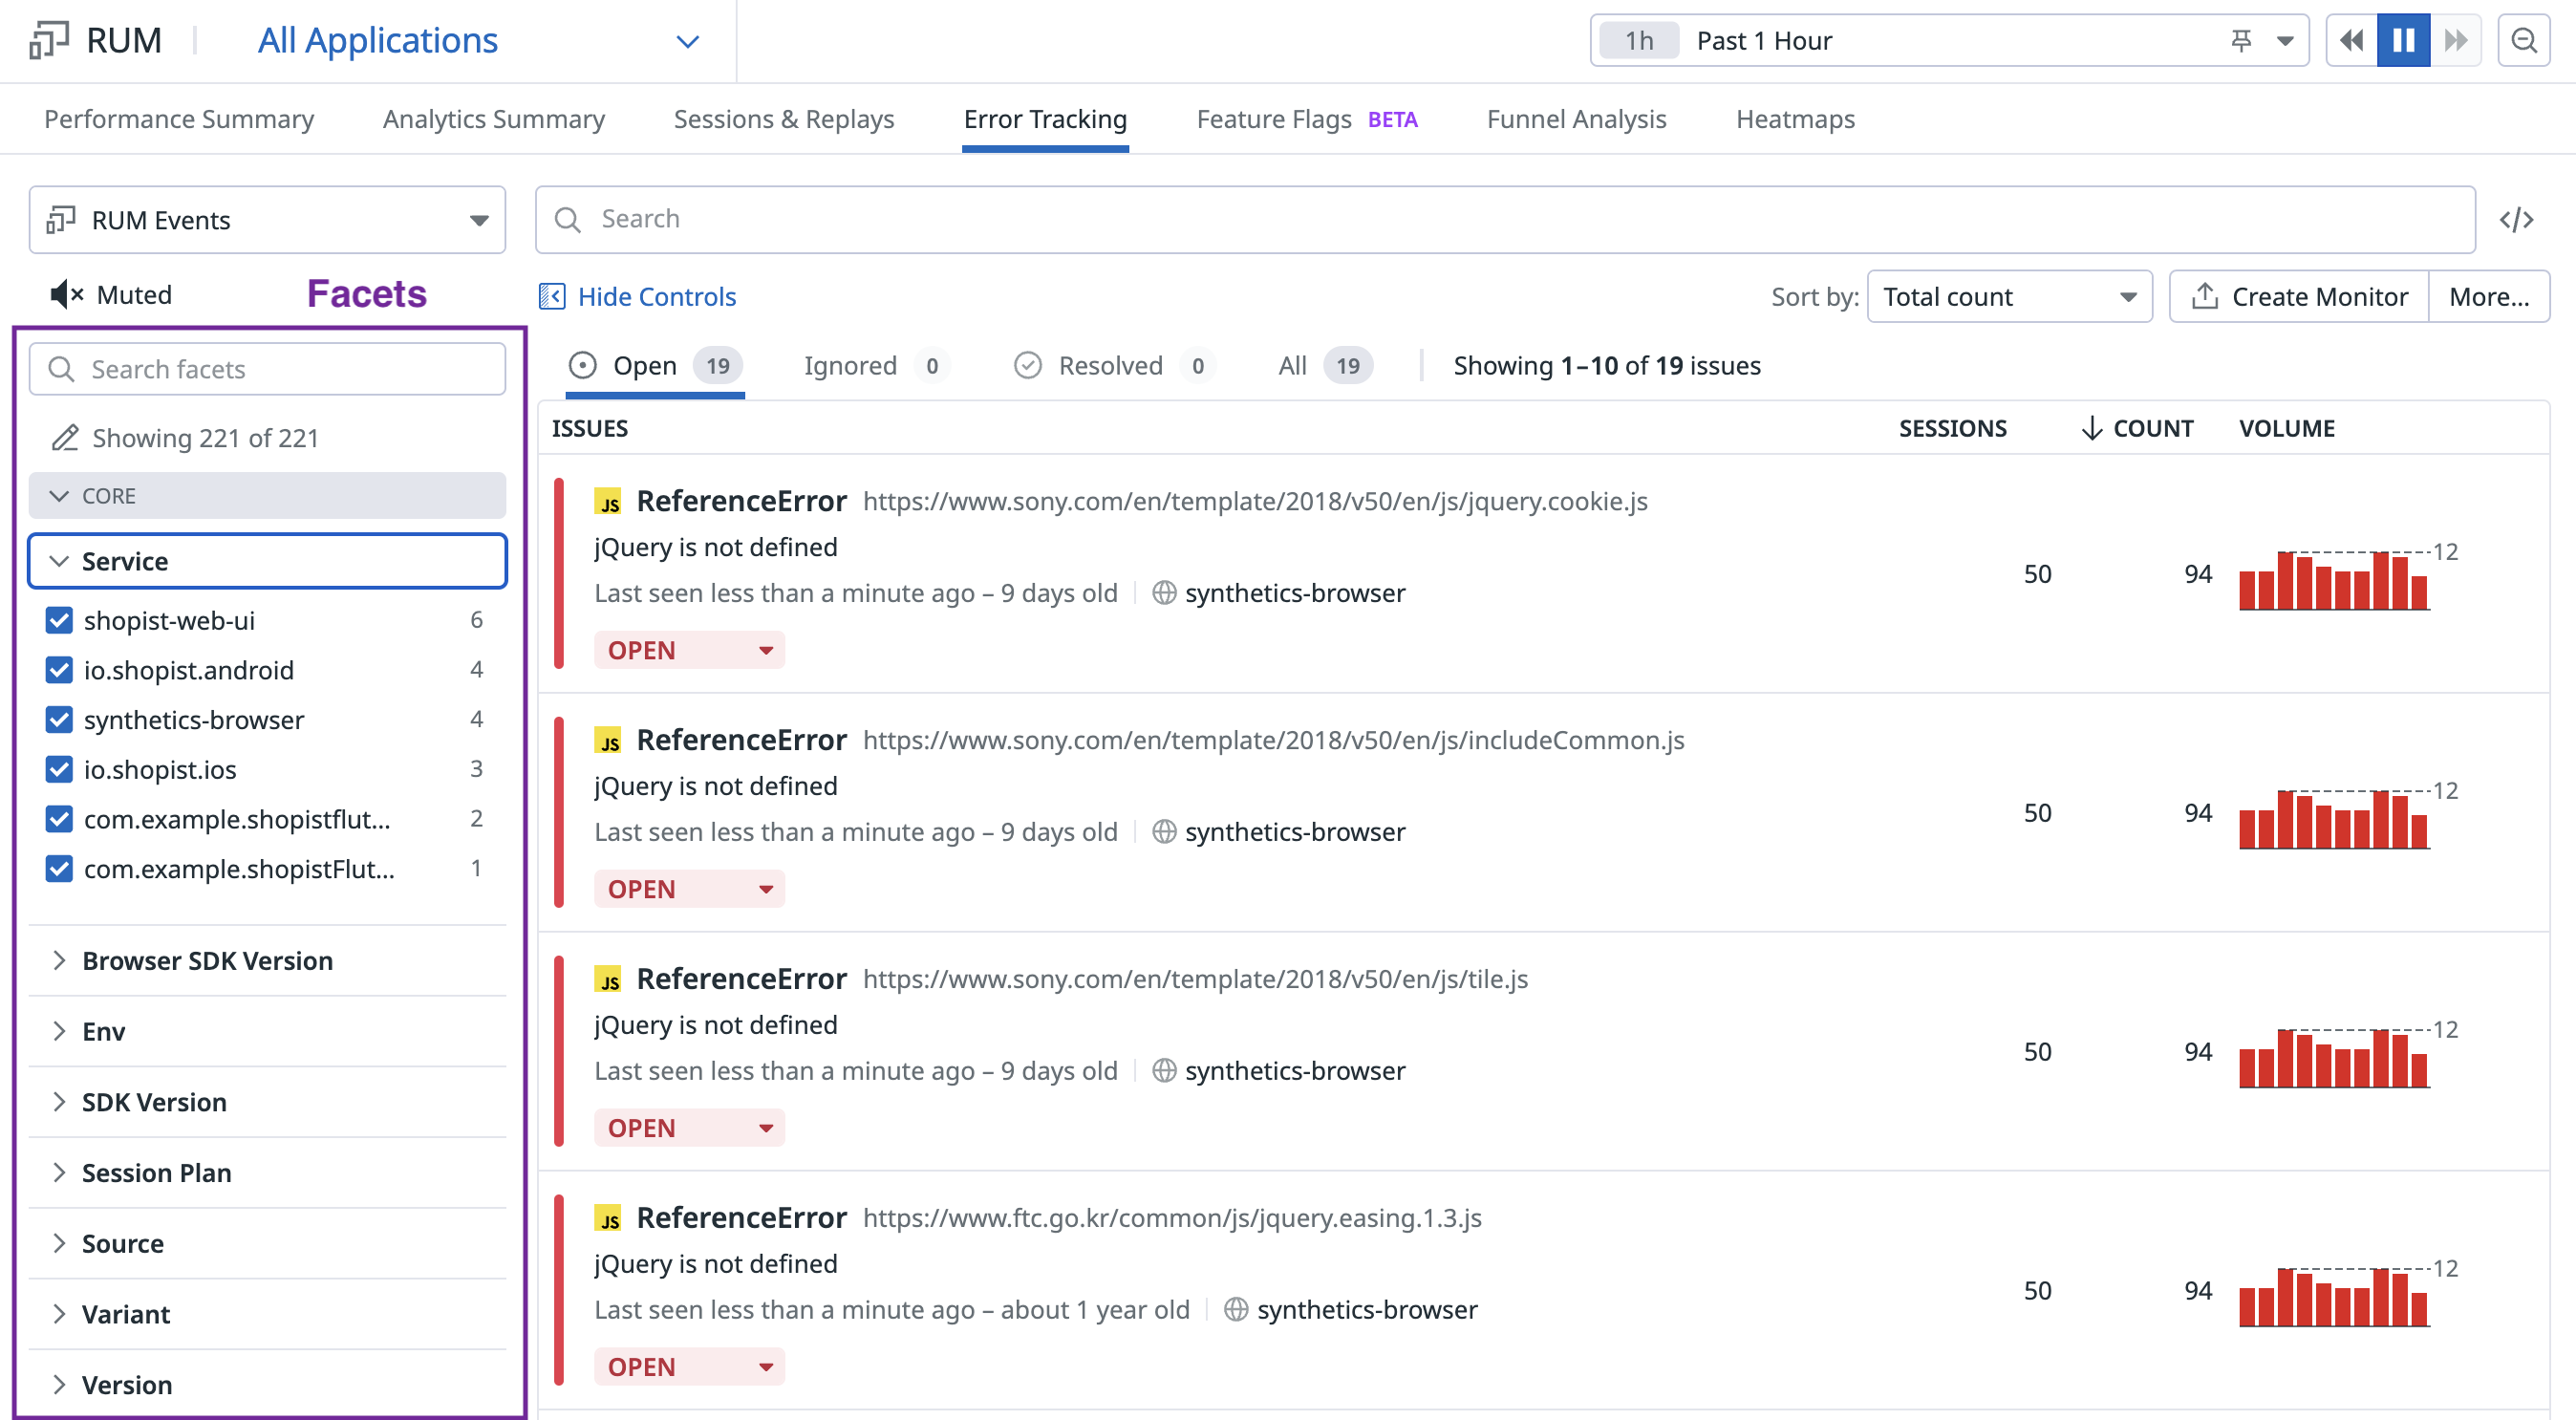 RUM All Applications 1h Past 1 Hour
Performance Summary Analytics Summary Sessions & Replays Error Tracking Feature Flags BETA Funnel Analysis Heatmaps
RUM Events Search </>
Muted Facets Hide Controls Sort by: Total count Create Monitor More...
Search facets
Showing 221 of 221
CORE
Service
shopist-web-ui 6
io.shopist.android 4
synthetics-browser 4
io.shopist.ios 3
com.example.shopistflut... 2
com.example.shopistFlut... 1
Browser SDK Version
Env
SDK Version
Session Plan
Source
Variant
Version
Open 19 Ignored 0 Resolved 0 All 19 Showing 1–10 of 19 issues
ISSUES SESSIONS COUNT VOLUME
JS ReferenceError https://www.sony.com/en/template/2018/v50/en/js/jquery.cookie.js
jQuery is not defined
50 94 12
Last seen less than a minute ago – 9 days old synthetics-browser
OPEN
JS ReferenceError https://www.sony.com/en/template/2018/v50/en/js/includeCommon.js
jQuery is not defined
50 94 12
Last seen less than a minute ago – 9 days old synthetics-browser
OPEN
JS ReferenceError https://www.sony.com/en/template/2018/v50/en/js/tile.js
jQuery is not defined
50 94 12
Last seen less than a minute ago – 9 days old synthetics-browser
OPEN
JS ReferenceError https://www.ftc.go.kr/common/js/jquery.easing.1.3.js
jQuery is not defined
50 94 12
Last seen less than a minute ago – about 1 year old synthetics-browser
OPEN